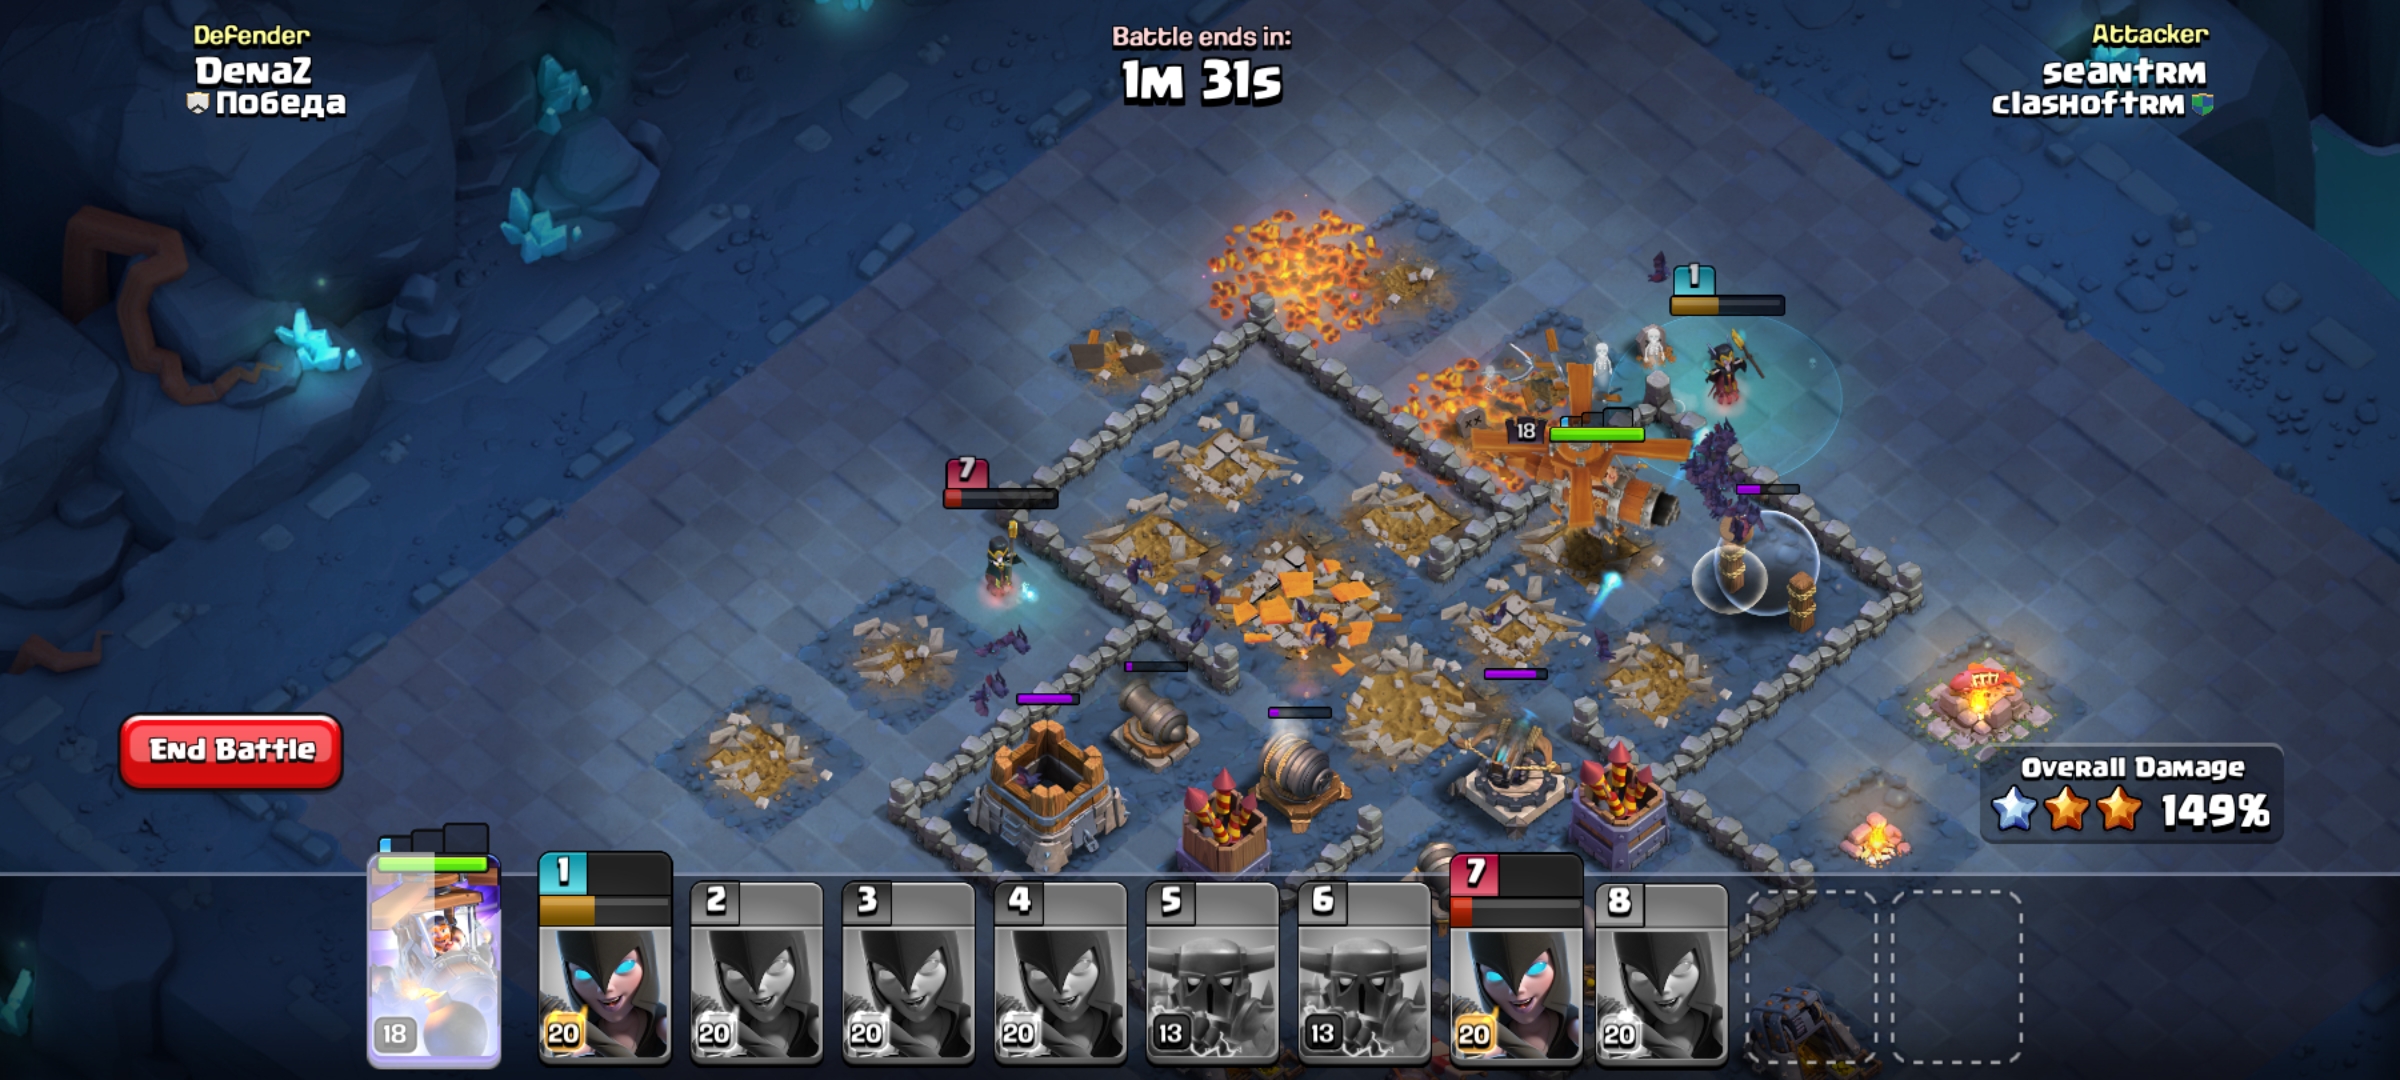 Defender
DenaZ
Победа
Battle ends in:
1m 31s
Attacker
seantrm
clashoftrm
1
18
7
End Battle
Overall Damage
149%
18
1
20
2
20
3
20
4
20
5
13
6
13
7
20
8
20